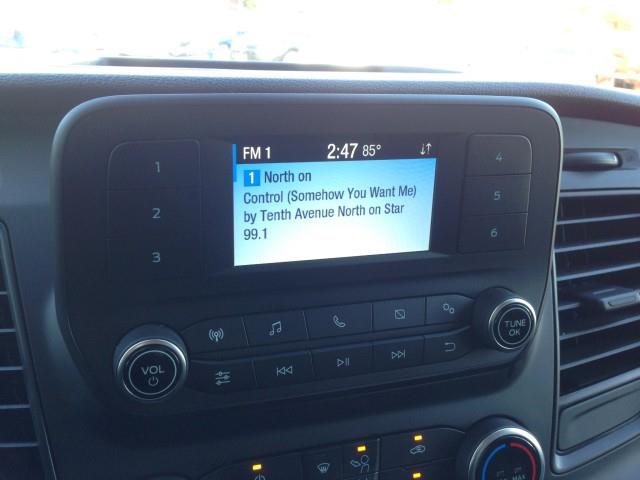 FM 1 2:47 85°
1 North on
Control (Somehow You Want Me)
by Tenth Avenue North on Star
99.1
1
2
3
4
5
6
VOL
TUNE
OK
MAX